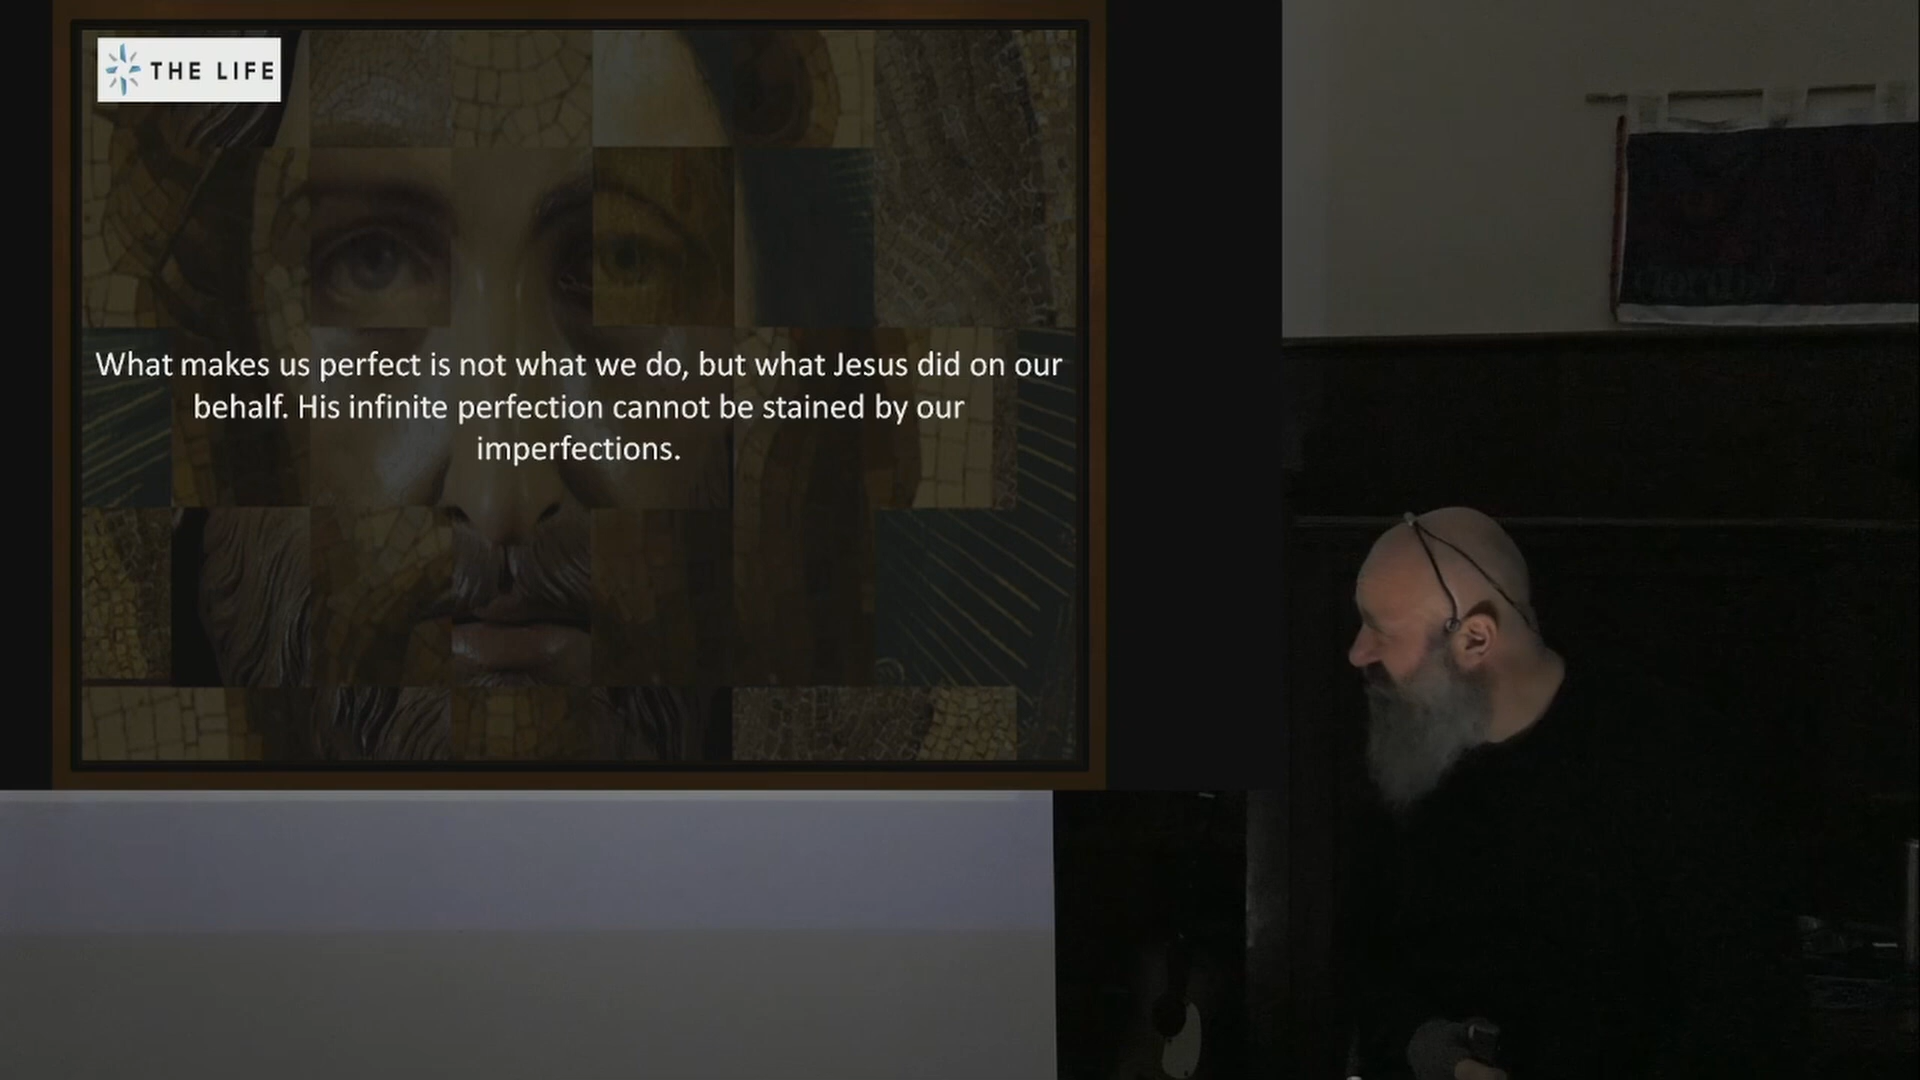 THE LIFE
What makes us perfect is not what we do, but what Jesus did on our
behalf. His infinite perfection cannot be stained by our
imperfections.